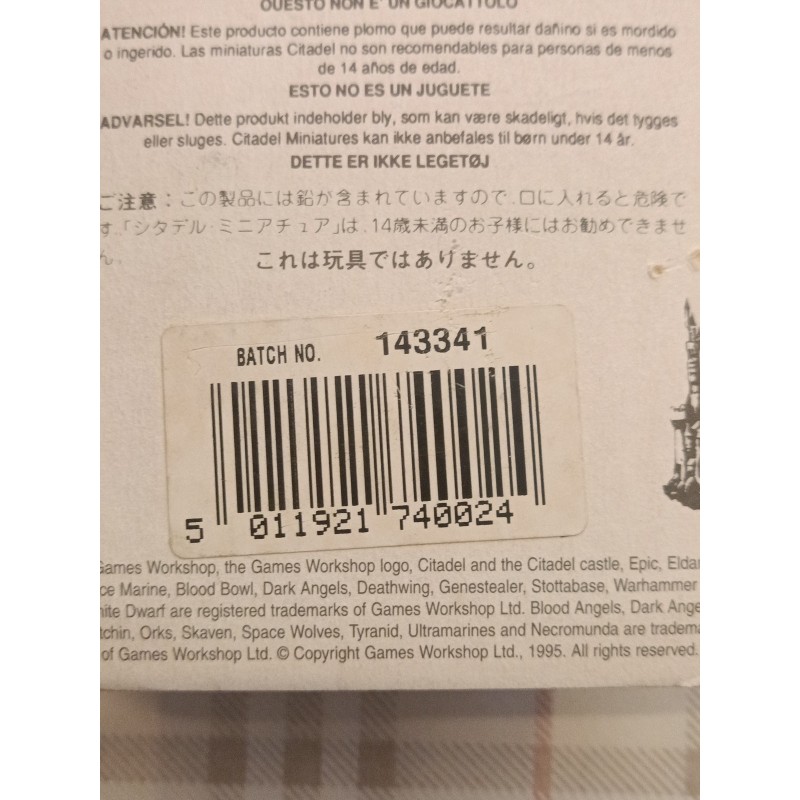 QUESTO NON E' UN GIOCATTOLO
ATENCIÓN! Este producto contiene plomo que puede resultar dañino si es mordido
o ingerido. Las miniaturas Citadel no son recomendables para personas de menos
de 14 años de edad.
ESTO NO ES UN JUGUETE
ADVARSEL! Dette produkt indeholder bly, som kan være skadeligt, hvis det tygges
eller sluges. Citadel Miniatures kan ikke anbefales til børn under 14 år.
DETTE ER IKKE LEGETØJ
ご注意：この製品には鉛が含まれていますので、口に入れると危険で
す。「シタデル・ミニアチュア」は、14歳未満のお子様にはお勧めできませ
ん。
これは玩具ではありません。
BATCH NO. 143341
5 011921 740024
Games Workshop, the Games Workshop logo, Citadel and the Citadel castle, Epic, Eldar
ce Marine, Blood Bowl, Dark Angels, Deathwing, Genestealer, Stottabase, Warhammer
hite Dwarf are registered trademarks of Games Workshop Ltd. Blood Angels, Dark Ange
tchin, Orks, Skaven, Space Wolves, Tyranid, Ultramarines and Necromunda are tradema
of Games Workshop Ltd. © Copyright Games Workshop Ltd., 1995. All rights reserved.